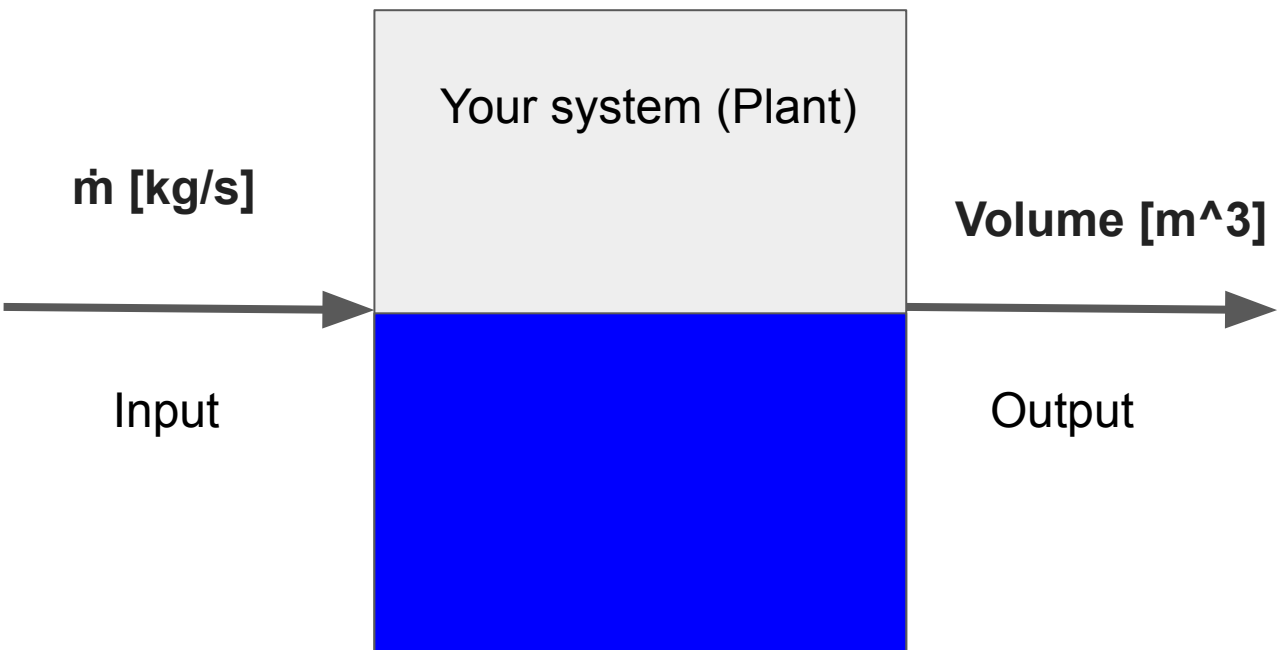 Your system (Plant)
ṁ [kg/s]
Volume [m^3]
Input
Output